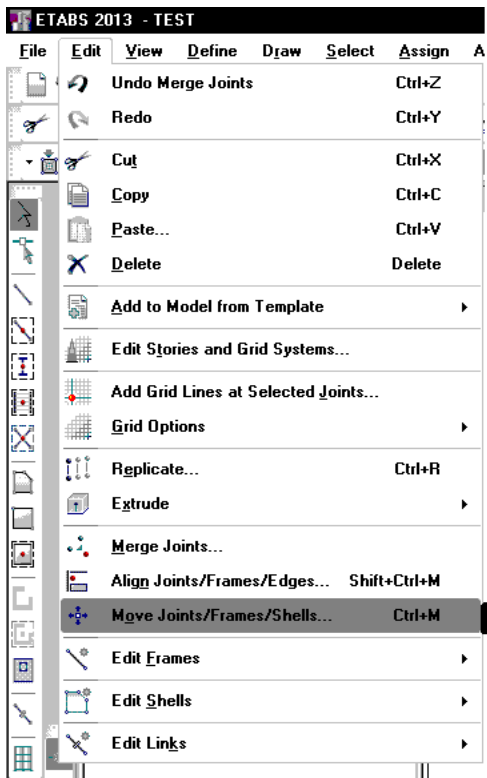 ETABS 2013 - TEST
File Edit View Define Draw Select Assign A
Undo Merge Joints Ctrl+Z
Redo Ctrl+Y
Cut Ctrl+X
Copy Ctrl+C
Paste... Ctrl+V
Delete Delete
Add to Model from Template
Edit Stories and Grid Systems...
Add Grid Lines at Selected Joints...
Grid Options
Replicate... Ctrl+R
Extrude
Merge Joints...
Align Joints/Frames/Edges... Shift+Ctrl+M
Move Joints/Frames/Shells... Ctrl+M
Edit Frames
Edit Shells
Edit Links